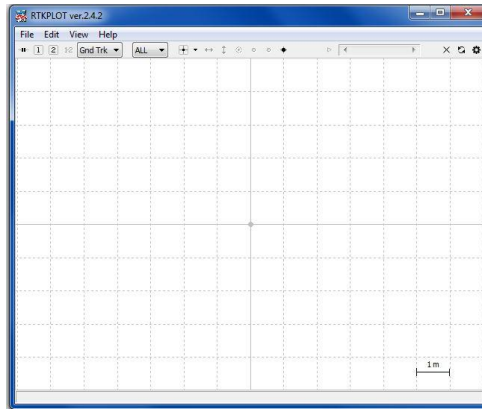 RTKPLOT ver.2.4.2
File Edit View Help
1 2 Gnd Trk ALL
1 m